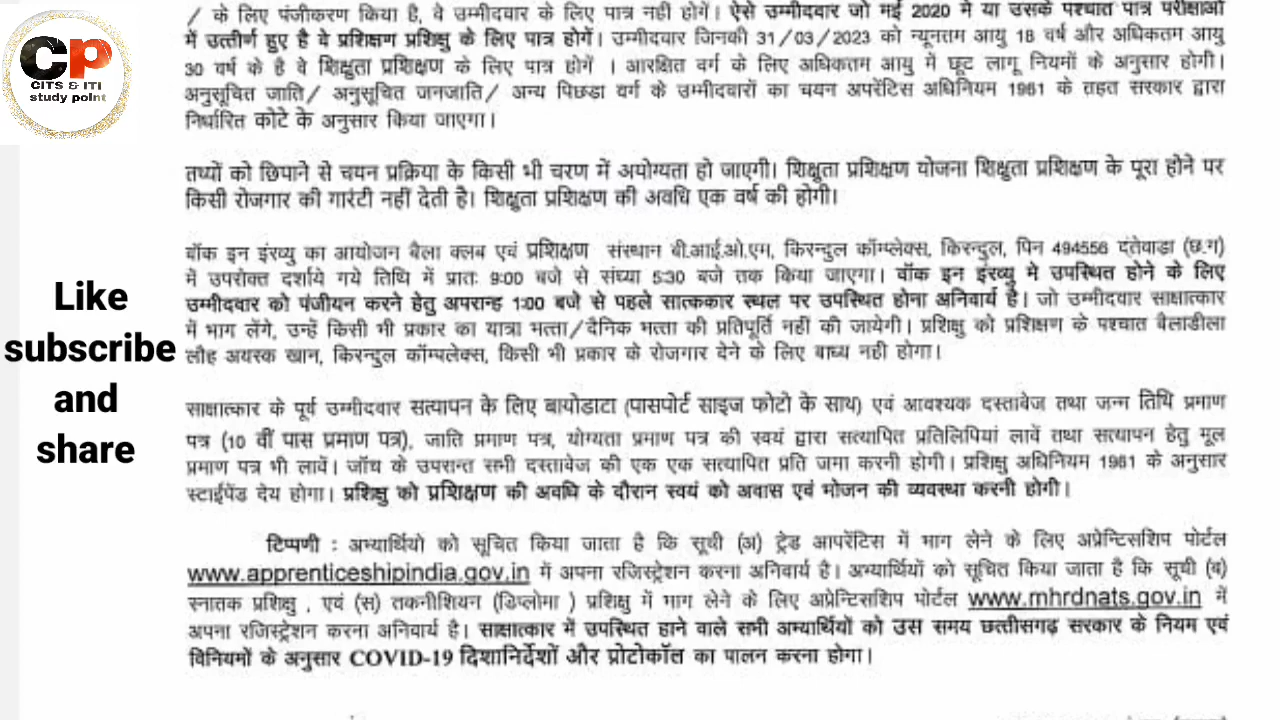 CP
CITS & ITI
study point
Like
subscribe
and
share
/ के लिए पंजीकरण किया है, वे उम्मीदवार के लिए पात्र नही होगें। ऐसे उम्मीदवार जो मई 2020 में या उसके पश्चात पात्र परीक्षाओं
में उत्तीर्ण हुए है वे प्रशिक्षण प्रशिक्षु के लिए पात्र होगें। उम्मीदवार जिनकी 31/03/2023 को न्यूनतम आयु 18 वर्ष और अधिकतम आयु
30 वर्ष के है वे शिक्षुता प्रशिक्षण के लिए पात्र होगें । आरक्षित वर्ग के लिए अधिकतम आयु में छूट लागू नियमों के अनुसार होगी।
अनुसूचित जाति/ अनुसूचित जनजाति/ अन्य पिछडा वर्ग के उम्मीदवारों का चयन अपरेंटिस अधिनियम 1961 के तहत सरकार द्वारा
निर्धारित कोटे के अनुसार किया जाएगा।
तथ्यों को छिपाने से चयन प्रक्रिया के किसी भी चरण में अयोग्यता हो जाएगी। शिक्षुता प्रशिक्षण योजना शिक्षुता प्रशिक्षण के पूरा होने पर
किसी रोजगार की गारंटी नहीं देती है। शिक्षुता प्रशिक्षण की अवधि एक वर्ष की होगी।
वॉक इन इंरव्यु का आयोजन बैला क्लब एवं प्रशिक्षण संस्थान बी.आई.ओ.एम, किरन्दुल कॉम्प्लेक्स, किरन्दुल, पिन 494556 दंतेवाडा (छ.ग)
में उपरोक्त दर्शाये गये तिथि में प्रातः 9:00 बजे से संघ्या 5:30 बजे तक किया जाएगा। वॉक इन इंरव्यु मे उपस्थित होने के लिए
उम्मीदवार को पंजीयन करने हेतु अपरान्ह 1:00 बजे से पहले सात्ककार स्थल पर उपस्थित होना अनिवार्य है। जो उम्मीदवार साक्षात्कार
में भाग लेंगे, उन्हें किसी भी प्रकार का यात्रा भत्ता/दैनिक भत्ता की प्रतिपूर्ति नहीं की जायेगी। प्रशिक्षु को प्रशिक्षण के पश्चात बैलाडीला
लौह अयस्क खान, किरन्दुल कॉम्पलेक्स, किसी भी प्रकार के रोजगार देने के लिए बाध्य नही होगा।
साक्षात्कार के पूर्व उम्मीदवार सत्यापन के लिए बायोडाटा (पासपोर्ट साइज फोटो के साथ) एवं आवश्यक दस्तावेज तथा जन्म तिथि प्रमाण
पत्र (10 वीं पास प्रमाण पत्र), जाति प्रमाण पत्र, योग्यता प्रमाण पत्र की स्वयं द्वारा सत्यापित प्रतिलिपियां लावें तथा सत्यापन हेतु मूल
प्रमाण पत्र भी लावें। जॉच के उपरान्त सभी दस्तावेज की एक एक सत्यापित प्रति जमा करनी होगी। प्रशिक्षु अधिनियम 1961 के अनुसार
स्टाईपेंड देय होगा। प्रशिक्षु को प्रशिक्षण की अवधि के दौरान स्वयं को अवास एवं भोजन की व्यवस्था करनी होगी।
टिप्पणी : अभ्यार्थियो को सूचित किया जाता है कि सूची (अ) ट्रेड आपरेंटिस में भाग लेने के लिए अप्रेन्टिसशिप पोर्टल
www.apprenticeshipindia.gov.in में अपना रजिस्ट्रेशन करना अनिवार्य है। अभ्यार्थियों को सूचित किया जाता है कि सूची (ब)
स्नातक प्रशिक्षु , एवं (स) तकनीशियन (डिप्लोमा ) प्रशिक्षु में भाग लेने के लिए अप्रेन्टिसशिप पोर्टल www.mhrdnats.gov.in में
अपना रजिस्ट्रेशन करना अनिवार्य है। साक्षात्कार में उपस्थित हाने वाले सभी अभ्यार्थियों को उस समय छत्तीसगढ़ सरकार के नियम एवं
विनियमों के अनुसार COVID-19 दिशानिर्देशों और प्रोटोकॉल का पालन करना होगा।